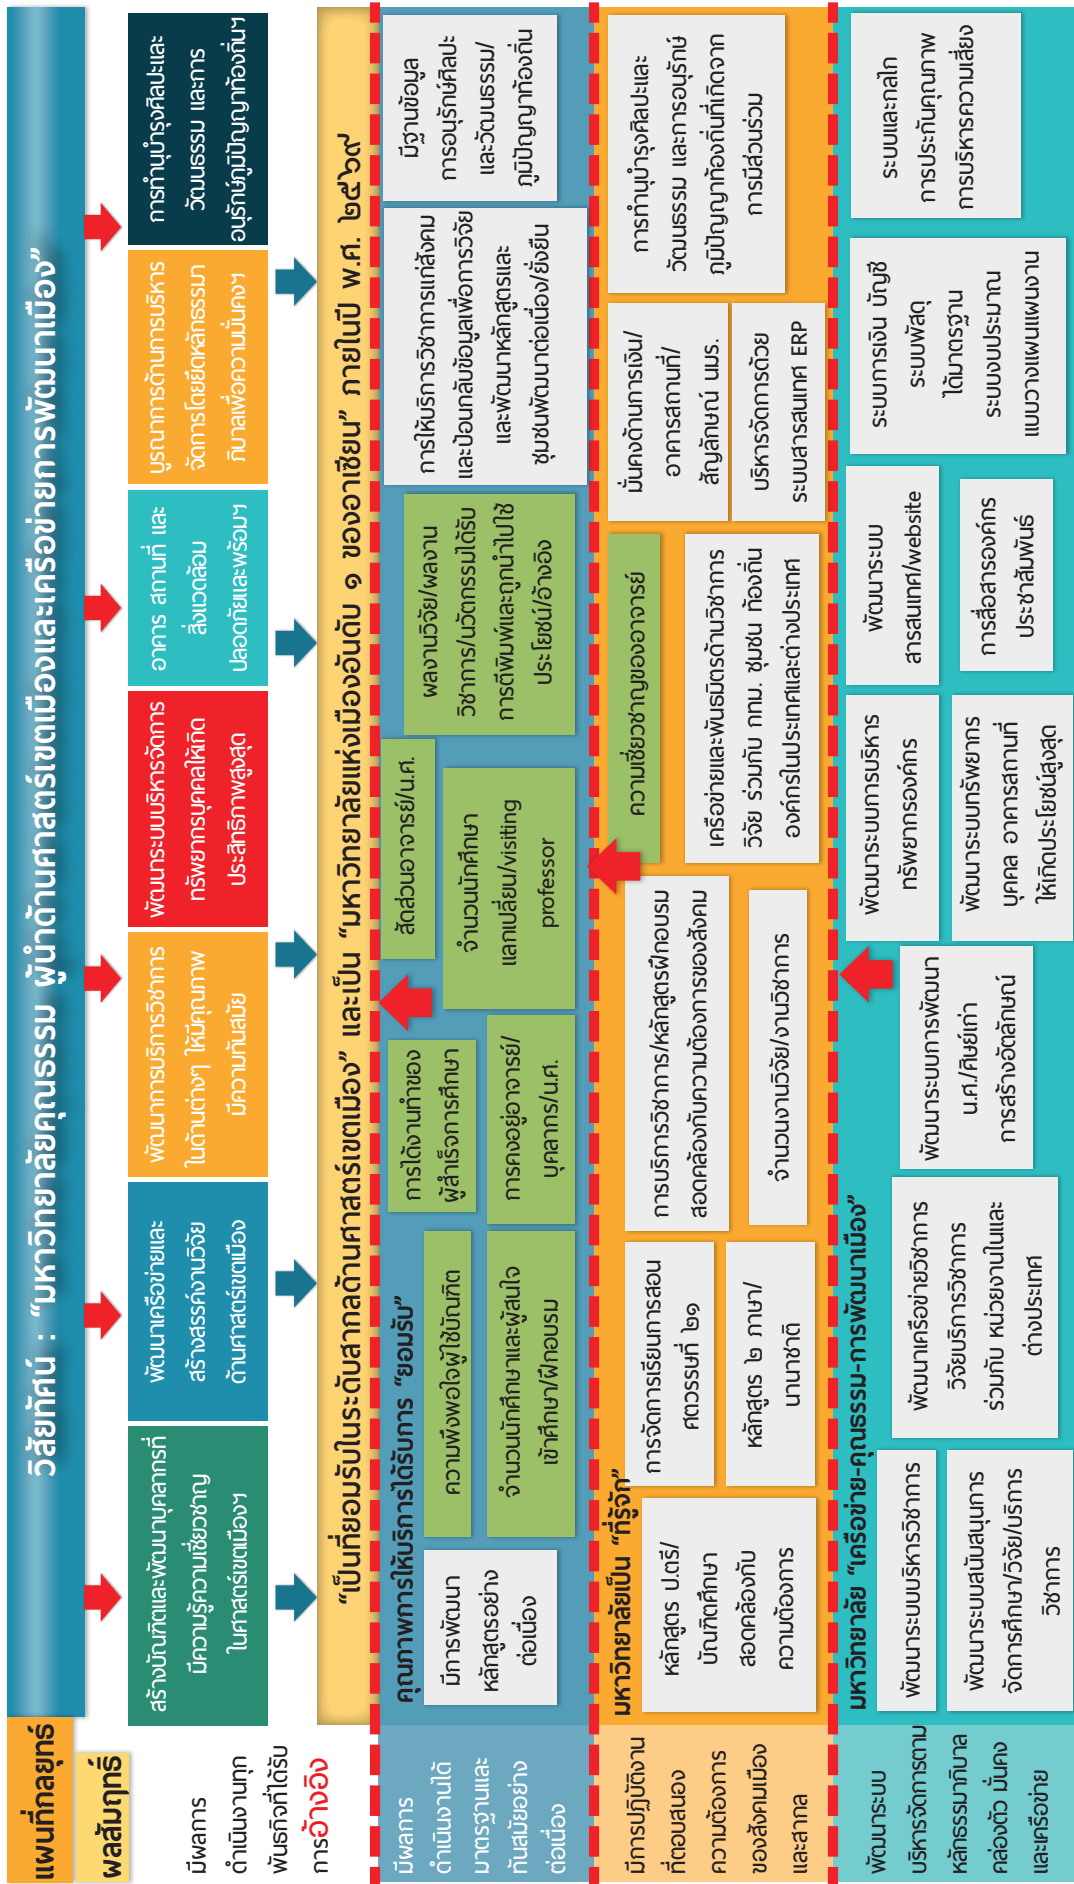 แผนที่กลยุทธ์
วิสัยทัศน์ : “มหาวิทยาลัยคุณธรรม ผู้นำด้านศาสตร์เขตเมืองและเครือข่ายการพัฒนาเมือง”
ผลสัมฤทธิ์
มีผลการ
ดำเนินงานทุก
พันธกิจที่ได้รับ
การอ้างอิง
สร้างบัณฑิตและพัฒนาบุคลากรที่
มีความรู้ความเชี่ยวชาญ
ในศาสตร์เขตเมืองฯ
พัฒนาเครือข่ายและ
สร้างสรรค์งานวิจัย
ด้านศาสตร์เขตเมือง
พัฒนาการบริการวิชาการ
ในด้านต่างๆ ให้มีคุณภาพ
มีความทันสมัย
พัฒนาระบบบริหารจัดการ
ทรัพยากรบุคคลให้เกิด
ประสิทธิภาพสูงสุด
อาคาร สถานที่ และ
สิ่งแวดล้อม
ปลอดภัยและพร้อมฯ
บูรณาการด้านการบริหาร
จัดการโดยยึดหลักธรรมา
ภิบาลเพื่อความมั่นคงฯ
การทำนุบำรุงศิลปะและ
วัฒนธรรม และการ
อนุรักษ์ภูมิปัญญาท้องถิ่นฯ
“เป็นที่ยอมรับในระดับสากลด้านศาสตร์เขตเมือง” และเป็น “มหาวิทยาลัยแห่งเมืองอันดับ ๑ ของอาเซียน” ภายในปี พ.ศ. ๒๕๖๙
มีผลการ
ดำเนินงานได้
มาตรฐานและ
ทันสมัยอย่าง
ต่อเนื่อง
คุณภาพการให้บริการได้รับการ “ยอมรับ”
มีการพัฒนา
หลักสูตรอย่าง
ต่อเนื่อง
ความพึงพอใจผู้ใช้บัณฑิต
จำนวนนักศึกษาและผู้สนใจ
เข้าศึกษา/ฝึกอบรม
การได้งานทำของ
ผู้สำเร็จการศึกษา
การคงอยู่อาจารย์/
บุคลากร/น.ศ.
สัดส่วนอาจารย์/น.ศ.
จำนวนนักศึกษา
แลกเปลี่ยน/visiting
professor
ผลงานวิจัย/ผลงาน
วิชาการ/นวัตกรรมได้รับ
การตีพิมพ์และถูกนำไปใช้
ประโยชน์/อ้างอิง
การให้บริการวิชาการแก่สังคม
และป้อนกลับข้อมูลเพื่อการวิจัย
และพัฒนาหลักสูตรและ
ชุมชนพัฒนาต่อเนื่อง/ยั่งยืน
มีฐานข้อมูล
การอนุรักษ์ศิลปะ
และวัฒนธรรม/
ภูมิปัญญาท้องถิ่น
มีการปฏิบัติงาน
ที่ตอบสนอง
ความต้องการ
ของสังคมเมือง
และสากล
มหาวิทยาลัยเป็น “ที่รู้จัก”
หลักสูตร ป.ตรี/
บัณฑิตศึกษา
สอดคล้องกับ
ความต้องการ
การจัดการเรียนการสอน
ศตวรรษที่ ๒๑
หลักสูตร ๒ ภาษา/
นานาชาติ
การบริการวิชาการ/หลักสูตรฝึกอบรม
สอดคล้องกับความต้องการของสังคม
จำนวนงานวิจัย/งานวิชาการ
ความเชี่ยวชาญของอาจารย์
เครือข่ายและพันธมิตรด้านวิชาการ
วิจัย ร่วมกับ กทม. ชุมชน ท้องถิ่น
องค์กรในประเทศและต่างประเทศ
มั่นคงด้านการเงิน/
อาคารสถานที่/
สัญลักษณ์ นมร.
บริหารจัดการด้วย
ระบบสารสนเทศ ERP
การทำนุบำรุงศิลปะและ
วัฒนธรรม และการอนุรักษ์
ภูมิปัญญาท้องถิ่นที่เกิดจาก
การมีส่วนร่วม
พัฒนาระบบ
บริหารจัดการตาม
หลักธรรมาภิบาล
คล่องตัว มั่นคง
และเครือข่าย
มหาวิทยาลัย “เครือข่าย-คุณธรรม-การพัฒนาเมือง”
พัฒนาระบบบริหารวิชาการ
พัฒนาระบบสนับสนุนการ
จัดการศึกษา/วิจัย/บริการ
วิชาการ
พัฒนาเครือข่ายวิชาการ
วิจัยบริการวิชาการ
ร่วมกับ หน่วยงานในและ
ต่างประเทศ
พัฒนาระบบการพัฒนา
น.ศ./ศิษย์เก่า
การสร้างอัตลักษณ์
พัฒนาระบบการบริหาร
ทรัพยากรองค์กร
พัฒนาระบบทรัพยากร
บุคคล อาคารสถานที่
ให้เกิดประโยชน์สูงสุด
พัฒนาระบบ
สารสนเทศ/website
การสื่อสารองค์กร
ประชาสัมพันธ์
ระบบการเงิน บัญชี
ระบบพัสดุ
ได้มาตรฐาน
ระบบงบประมาณ
แบบวางแผนแผนงาน
ระบบและกลไก
การประกันคุณภาพ
การบริหารความเสี่ยง